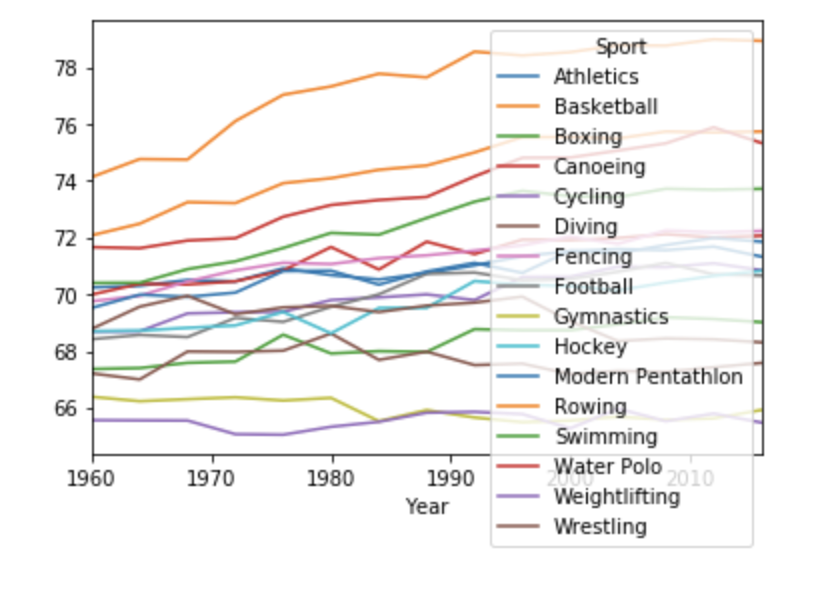 78
76
74
72
70
68
66
1960
1970
1980
1990
2000
2010
Year
Sport
Athletics
Basketball
Boxing
Canoeing
Cycling
Diving
Fencing
Football
Gymnastics
Hockey
Modern Pentathlon
Rowing
Swimming
Water Polo
Weightlifting
Wrestling